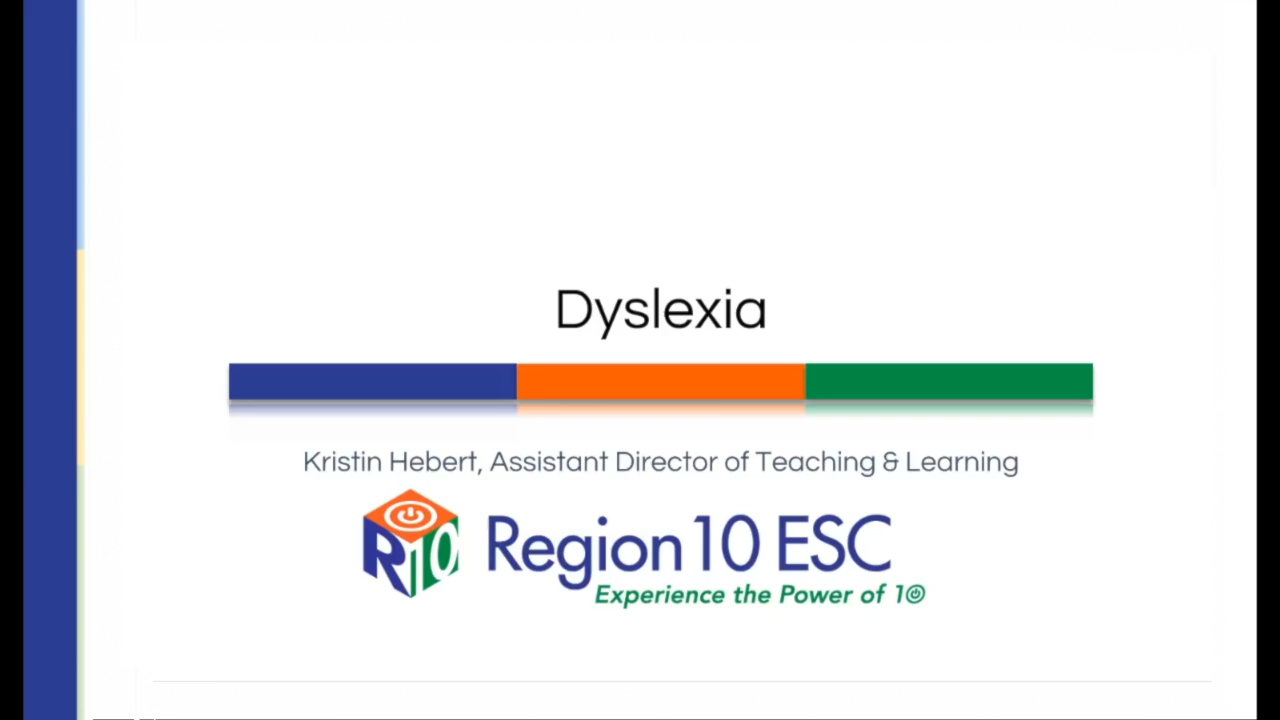 Dyslexia
Kristin Hebert, Assistant Director of Teaching & Learning
R10
Region 10 ESC
Experience the Power of 10